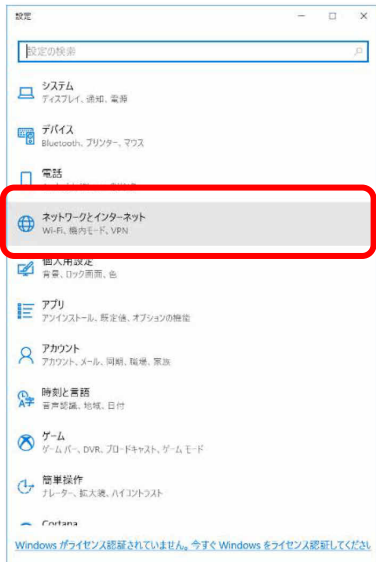 設定
設定の検索
システム
ディスプレイ、通知、電源
デバイス
Bluetooth、プリンター、マウス
電話
ネットワークとインターネット
Wi-Fi、機内モード、VPN
個人用設定
背景、ロック画面、色
アプリ
アンインストール、既定値、オプションの機能
アカウント
アカウント、メール、同期、職場、家族
時刻と言語
音声認識、地域、日付
ゲーム
ゲーム バー、DVR、ブロードキャスト、ゲーム モード
簡単操作
ナレーター、拡大鏡、ハイコントラスト
Cortana
Windows がライセンス認証されていません。今すぐ Windows をライセンス認証してくださ